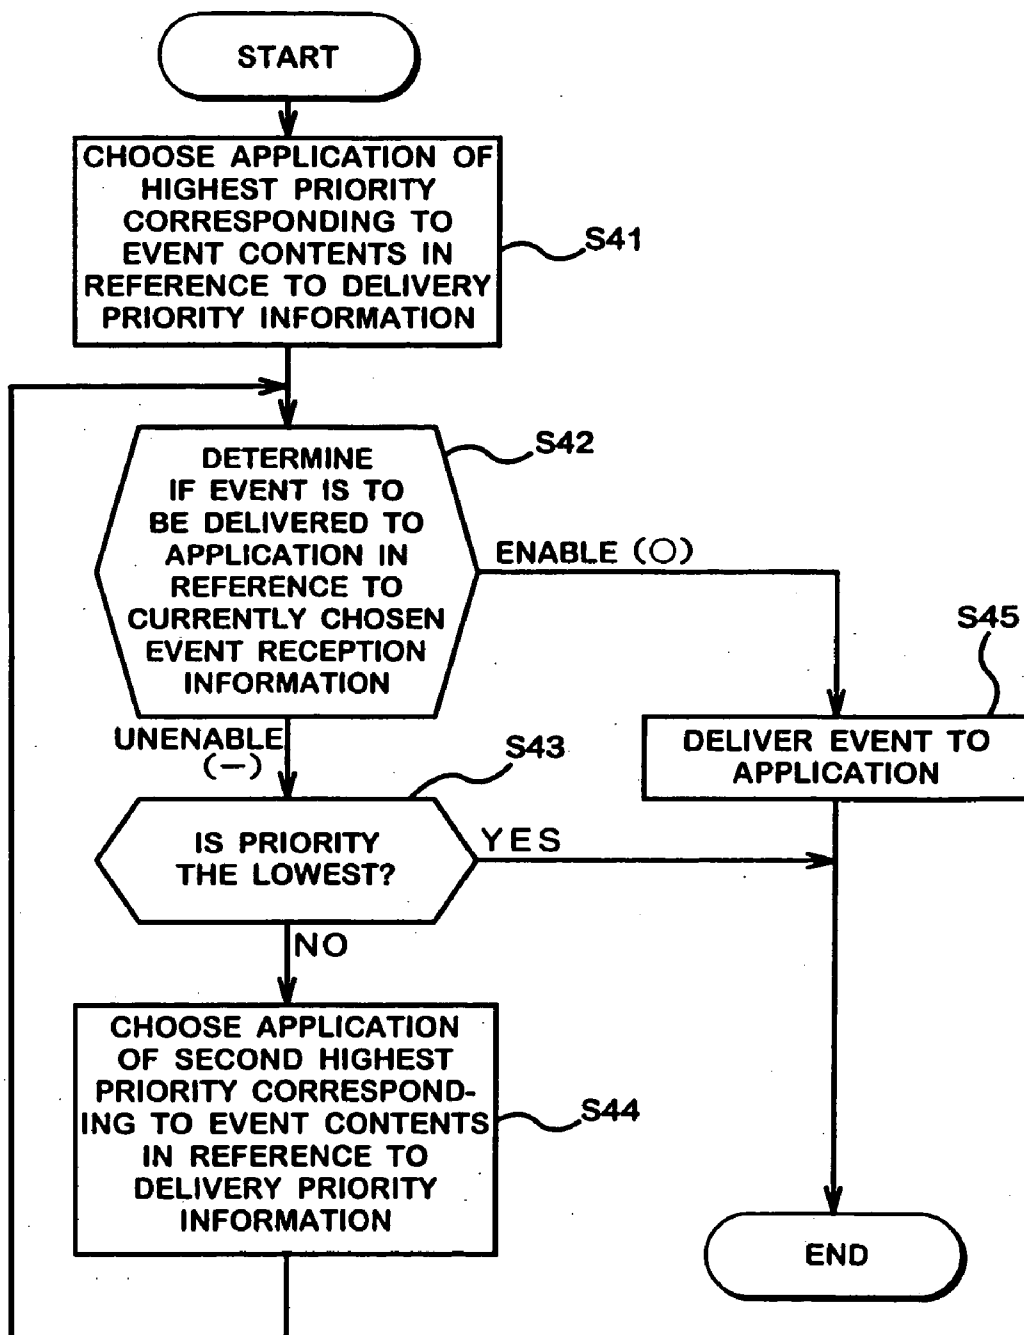 START
CHOOSE APPLICATION OF
HIGHEST PRIORITY
CORRESPONDING TO
EVENT CONTENTS IN
REFERENCE TO DELIVERY
PRIORITY INFORMATION
S41
DETERMINE
IF EVENT IS TO
BE DELIVERED TO
APPLICATION IN
REFERENCE TO
CURRENTLY CHOSEN
EVENT RECEPTION
INFORMATION
S42
ENABLE (○)
S45
DELIVER EVENT TO
APPLICATION
UNENABLE
(—)
S43
IS PRIORITY
THE LOWEST?
YES
NO
CHOOSE APPLICATION
OF SECOND HIGHEST
PRIORITY CORRESPOND-
ING TO EVENT CONTENTS
IN REFERENCE TO
DELIVERY PRIORITY
INFORMATION
S44
END